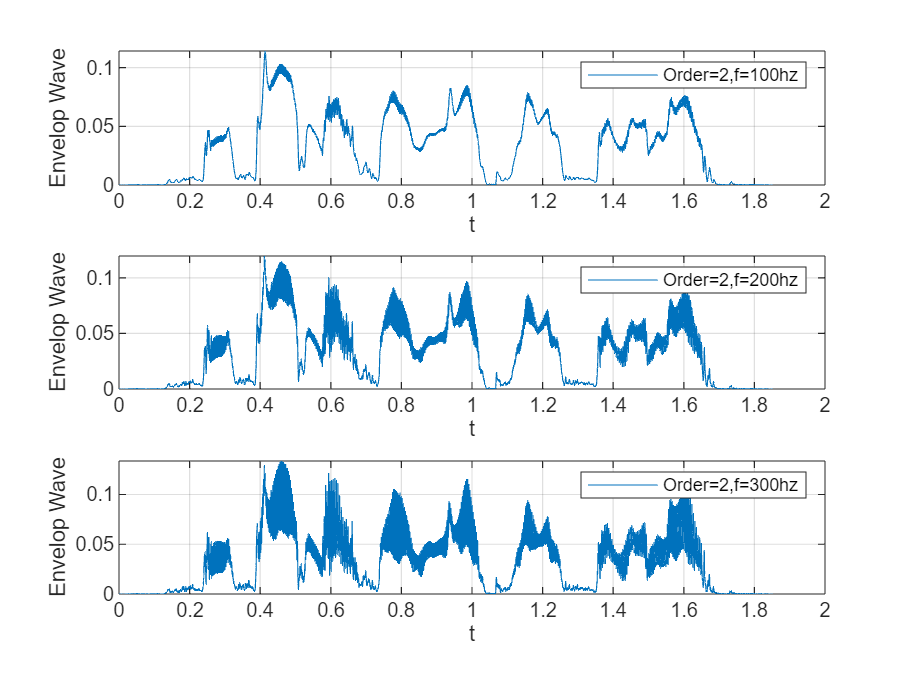 Envelop Wave
0.1
0.05
0
Order=2,f=100hz
0 0.2 0.4 0.6 0.8 1 1.2 1.4 1.6 1.8 2
t
Envelop Wave
0.1
0.05
0
Order=2,f=200hz
0 0.2 0.4 0.6 0.8 1 1.2 1.4 1.6 1.8 2
t
Envelop Wave
0.1
0.05
0
Order=2,f=300hz
0 0.2 0.4 0.6 0.8 1 1.2 1.4 1.6 1.8 2
t